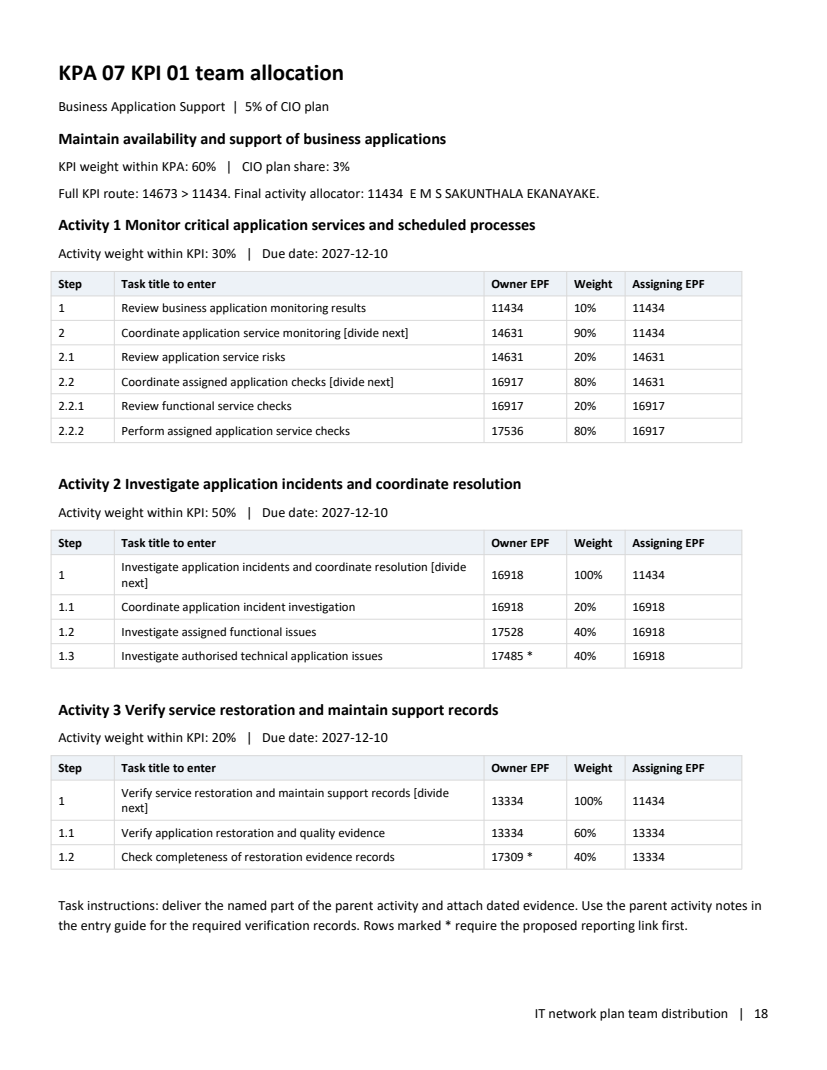 KPA 07 KPI 01 team allocation
Business Application Support | 5% of CIO plan
Maintain availability and support of business applications
KPI weight within KPA: 60% | CIO plan share: 3%
Full KPI route: 14673 > 11434. Final activity allocator: 11434 E M S SAKUNTHALA EKANAYAKE.
Activity 1 Monitor critical application services and scheduled processes
Activity weight within KPI: 30% | Due date: 2027-12-10
Step Task title to enter Owner EPF Weight Assigning EPF
1 Review business application monitoring results 11434 10% 11434
2 Coordinate application service monitoring [divide next] 14631 90% 11434
2.1 Review application service risks 14631 20% 14631
2.2 Coordinate assigned application checks [divide next] 16917 80% 14631
2.2.1 Review functional service checks 16917 20% 16917
2.2.2 Perform assigned application service checks 17536 80% 16917
Activity 2 Investigate application incidents and coordinate resolution
Activity weight within KPI: 50% | Due date: 2027-12-10
Step Task title to enter Owner EPF Weight Assigning EPF
1 Investigate application incidents and coordinate resolution [divide
next] 16918 100% 11434
1.1 Coordinate application incident investigation 16918 20% 16918
1.2 Investigate assigned functional issues 17528 40% 16918
1.3 Investigate authorised technical application issues 17485 * 40% 16918
Activity 3 Verify service restoration and maintain support records
Activity weight within KPI: 20% | Due date: 2027-12-10
Step Task title to enter Owner EPF Weight Assigning EPF
1 Verify service restoration and maintain support records [divide
next] 13334 100% 11434
1.1 Verify application restoration and quality evidence 13334 60% 13334
1.2 Check completeness of restoration evidence records 17309 * 40% 13334
Task instructions: deliver the named part of the parent activity and attach dated evidence. Use the parent activity notes in
the entry guide for the required verification records. Rows marked * require the proposed reporting link first.
IT network plan team distribution | 18